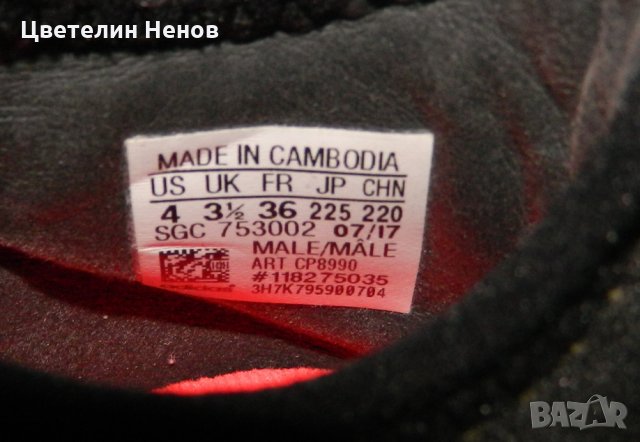 Цветелин Ненов
MADE IN CAMBODIA
US UK FR JP CHN
4 3½ 36 225 220
SGC 753002 07/17
MALE/MÂLE
ART CP8990
#118275035
3H7K795900704
BAZAR